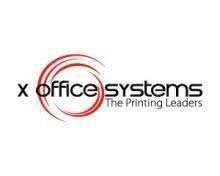 x office systems
The Printing Leaders